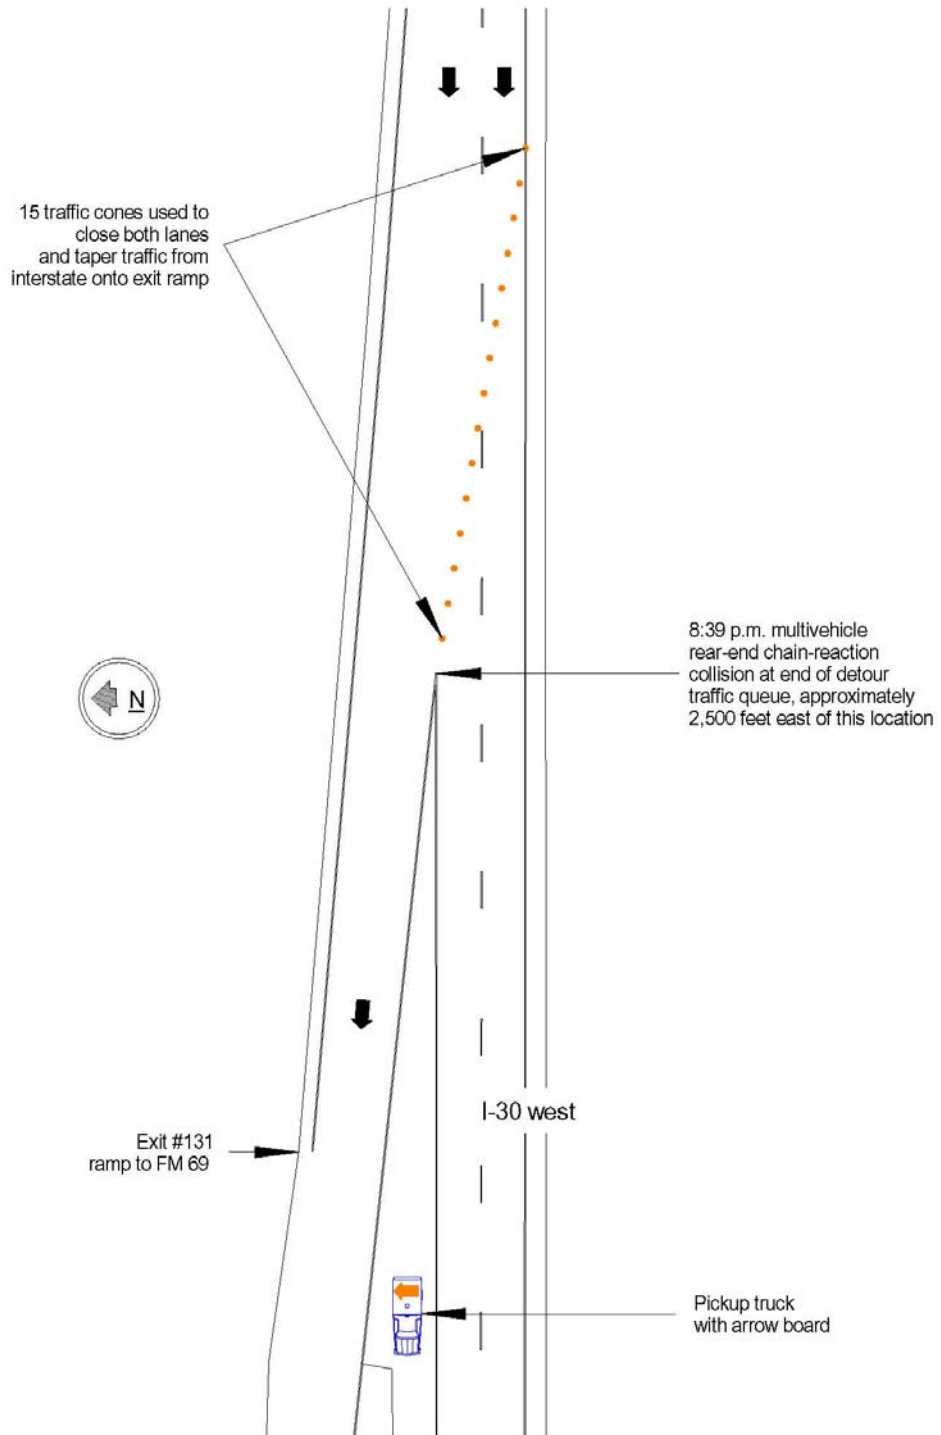 15 traffic cones used to
close both lanes
and taper traffic from
interstate onto exit ramp
N
8:39 p.m. multivehicle
rear-end chain-reaction
collision at end of detour
traffic queue, approximately
2,500 feet east of this location
I-30 west
Exit #131
ramp to FM 69
Pickup truck
with arrow board